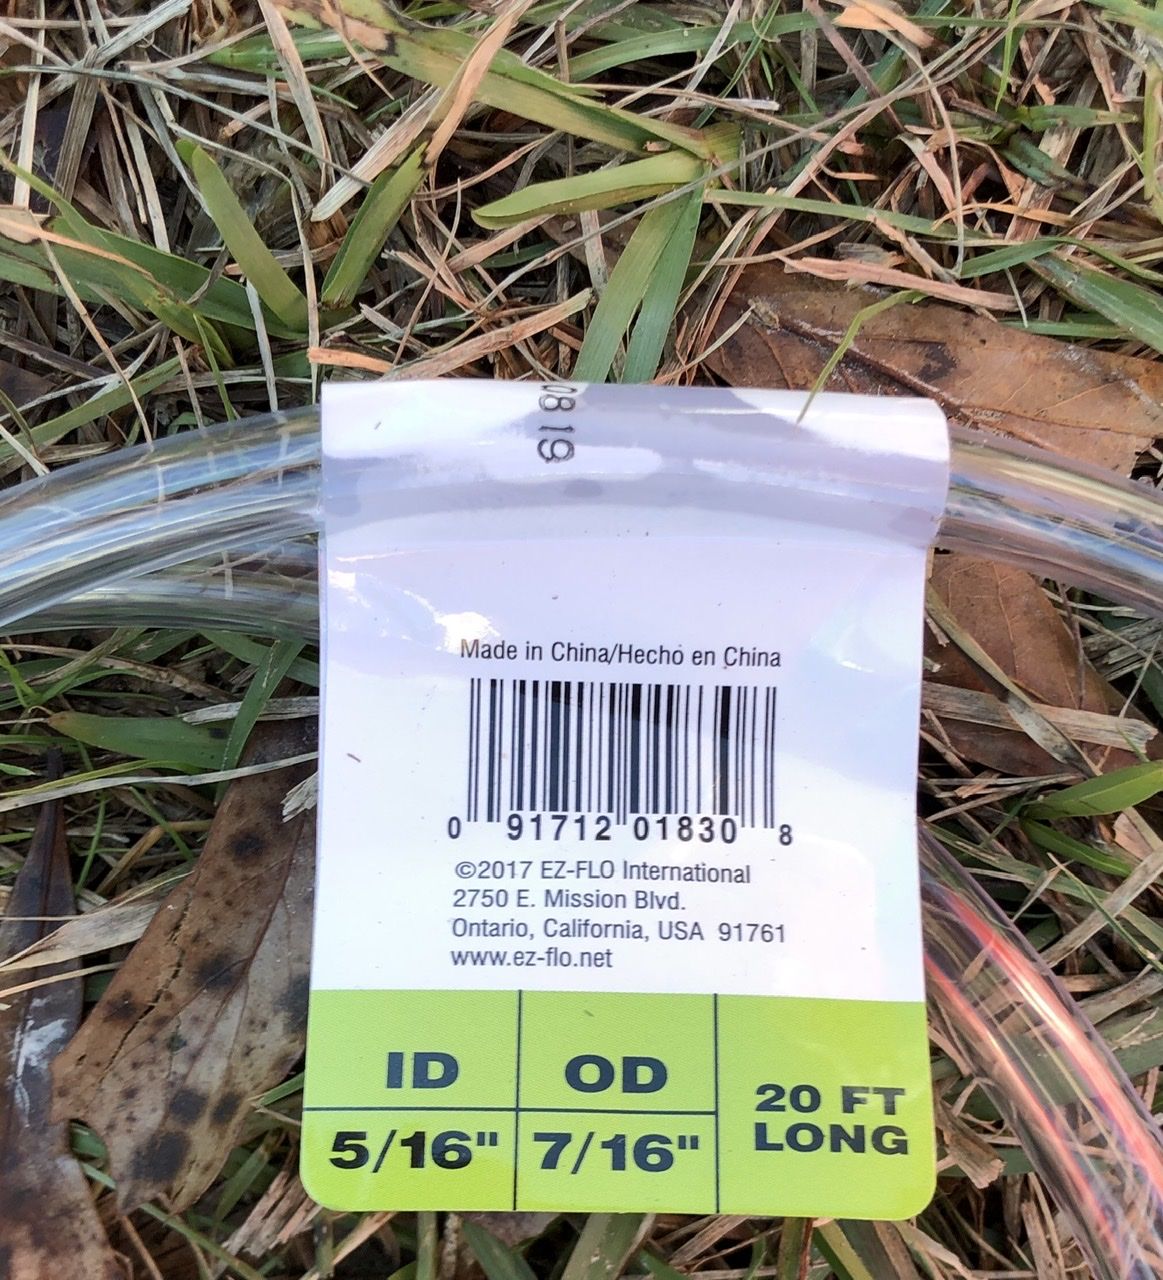 08 19
Made in China/Hecho en China
0 91712 01830 8
©2017 EZ-FLO International
2750 E. Mission Blvd.
Ontario, California, USA 91761
www.ez-flo.net
ID OD
5/16" 7/16"
20 FT
LONG